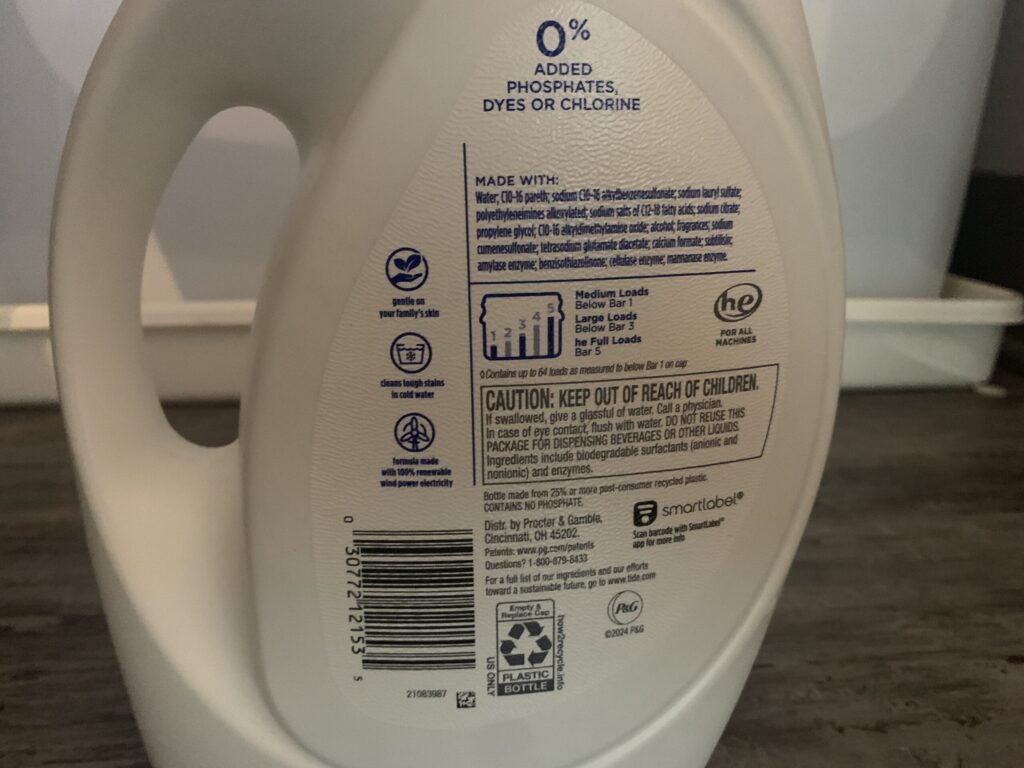 0%
ADDED
PHOSPHATES,
DYES OR CHLORINE
MADE WITH:
Water; C10-16 pareth; sodium C10-16 alkylbenzenesulfonate; sodium lauryl sulfate;
polyethyleneimines alkoxylated; sodium salts of C12-18 fatty acids; sodium citrate;
propylene glycol; C10-16 alkyldimethylamine oxide; alcohol; fragrances; sodium
cumenesulfonate; tetrasodium glutamate diacetate; calcium formate; subtilisin;
amylase enzyme; benzisothiazolinone; cellulase enzyme; mannanase enzyme.
gentle on
your family's skin
cleans tough stains
in cold water
formula made
with 100% renewable
wind power electricity
1 2 3 4 5
Medium Loads
Below Bar 1
Large Loads
Below Bar 3
he Full Loads
Bar 5
he
FOR ALL
MACHINES
◊Contains up to 64 loads as measured to below Bar 1 on cap
CAUTION: KEEP OUT OF REACH OF CHILDREN.
If swallowed, give a glassful of water. Call a physician.
In case of eye contact, flush with water. DO NOT REUSE THIS
PACKAGE FOR DISPENSING BEVERAGES OR OTHER LIQUIDS.
Ingredients include biodegradable surfactants (anionic and
nonionic) and enzymes.
Bottle made from 25% or more post-consumer recycled plastic.
CONTAINS NO PHOSPHATE.
Distr. by Procter & Gamble,
Cincinnati, OH 45202.
Patents: www.pg.com/patents
Questions? 1-800-879-8433
smartlabel®
Scan barcode with SmartLabel™
app for more info
For a full list of our ingredients and our efforts
toward a sustainable future, go to www.tide.com
0 30772 12153 5
21083987
Empty &
Replace Cap
PLASTIC
BOTTLE
US ONLY
how2recycle.info
P&G
©2024 P&G